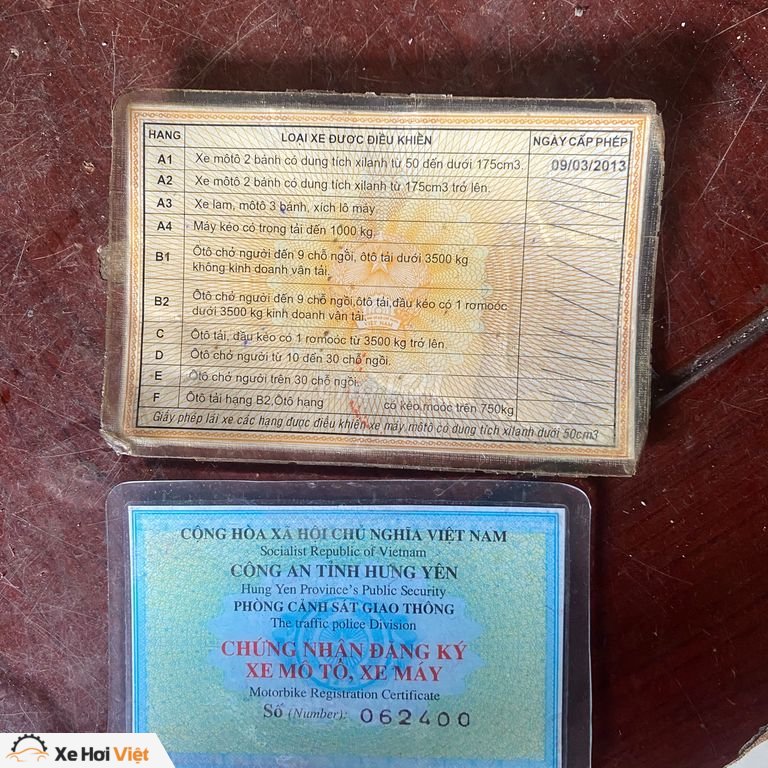 HẠNG LOẠI XE ĐƯỢC ĐIỀU KHIỂN NGÀY CẤP PHÉP
A1 Xe môtô 2 bánh có dung tích xilanh từ 50 đến dưới 175cm3. 09/03/2013
A2 Xe môtô 2 bánh có dung tích xilanh từ 175cm3 trở lên.
A3 Xe lam, môtô 3 bánh, xích lô máy.
A4 Máy kéo có trọng tải đến 1000 kg.
B1 Ôtô chở người đến 9 chỗ ngồi, ôtô tải dưới 3500 kg
không kinh doanh vận tải.
B2 Ôtô chở người đến 9 chỗ ngồi,ôtô tải,đầu kéo có 1 rơmoóc
dưới 3500 kg kinh doanh vận tải.
VIỆT NAM
C Ôtô tải, đầu kéo có 1 rơmoóc từ 3500 kg trở lên.
D Ôtô chở người từ 10 đến 30 chỗ ngồi.
E Ôtô chở người trên 30 chỗ ngồi.
F Ôtô tải hạng B2,Ôtô hạng có kéo moóc trên 750kg
Giấy phép lái xe các hạng được điều khiển xe máy,môtô có dung tích xilanh dưới 50cm3
CỘNG HÒA XÃ HỘI CHỦ NGHĨA VIỆT NAM
Socialist Republic of Vietnam
CÔNG AN TỈNH HƯNG YÊN
Hung Yen Province's Public Security
PHÒNG CẢNH SÁT GIAO THÔNG
The traffic police Division
CHỨNG NHẬN ĐĂNG KÝ
XE MÔ TÔ, XE MÁY
Motorbike Registration Certificate
Số (Number): 062400
Xe Hơi Việt